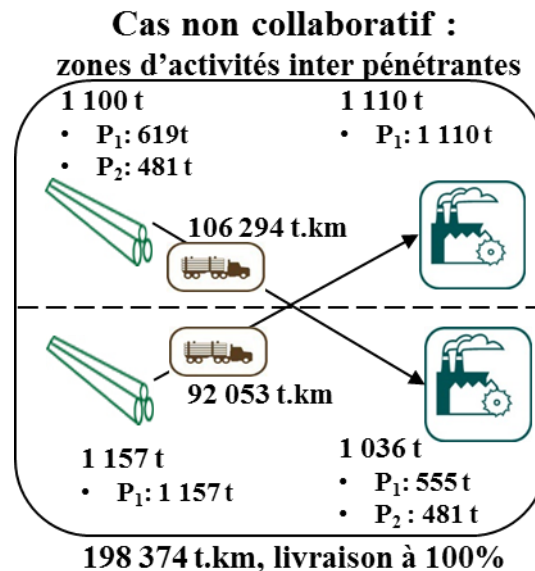 Cas non collaboratif :
zones d’activités inter pénétrantes
1 100 t
• P₁: 619t
• P₂: 481 t
1 110 t
• P₁: 1 110 t
106 294 t.km
92 053 t.km
1 157 t
• P₁: 1 157 t
1 036 t
• P₁: 555 t
• P₂ : 481 t
198 374 t.km, livraison à 100%